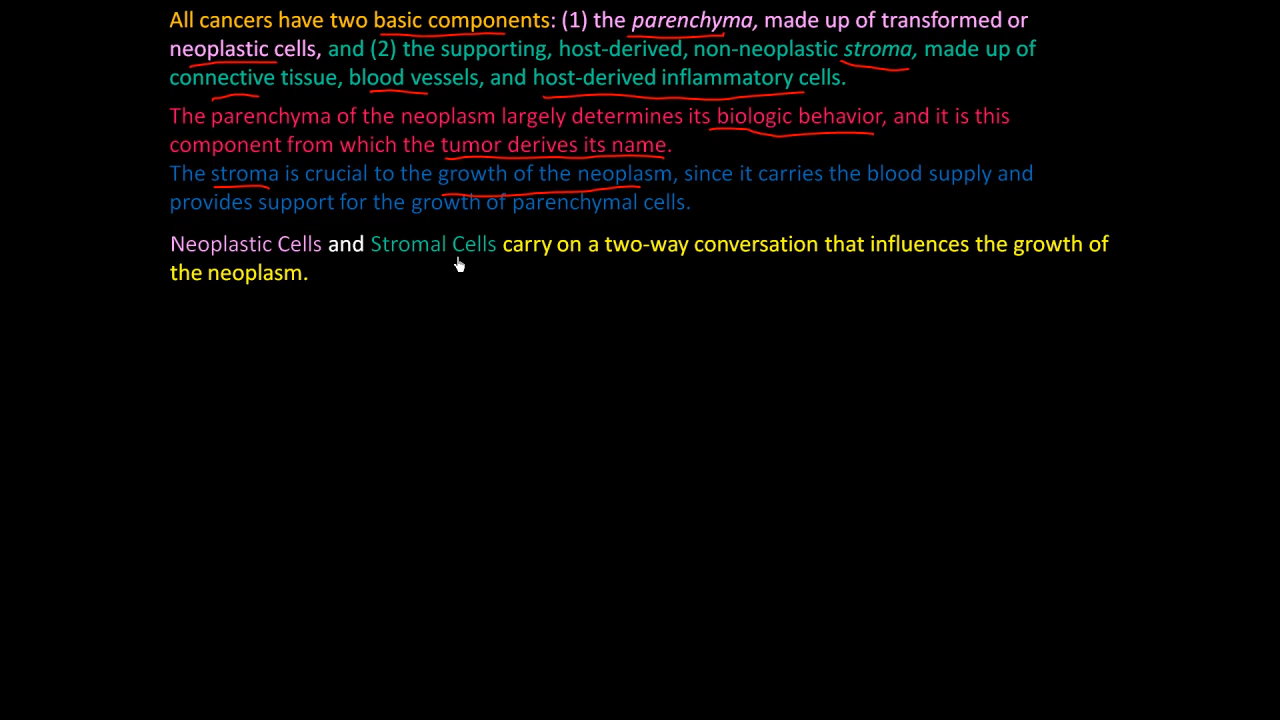 All cancers have two basic components: (1) the parenchyma, made up of transformed or
neoplastic cells, and (2) the supporting, host-derived, non-neoplastic stroma, made up of
connective tissue, blood vessels, and host-derived inflammatory cells.
The parenchyma of the neoplasm largely determines its biologic behavior, and it is this
component from which the tumor derives its name.
The stroma is crucial to the growth of the neoplasm, since it carries the blood supply and
provides support for the growth of parenchymal cells.
Neoplastic Cells and Stromal Cells carry on a two-way conversation that influences the growth of
the neoplasm.